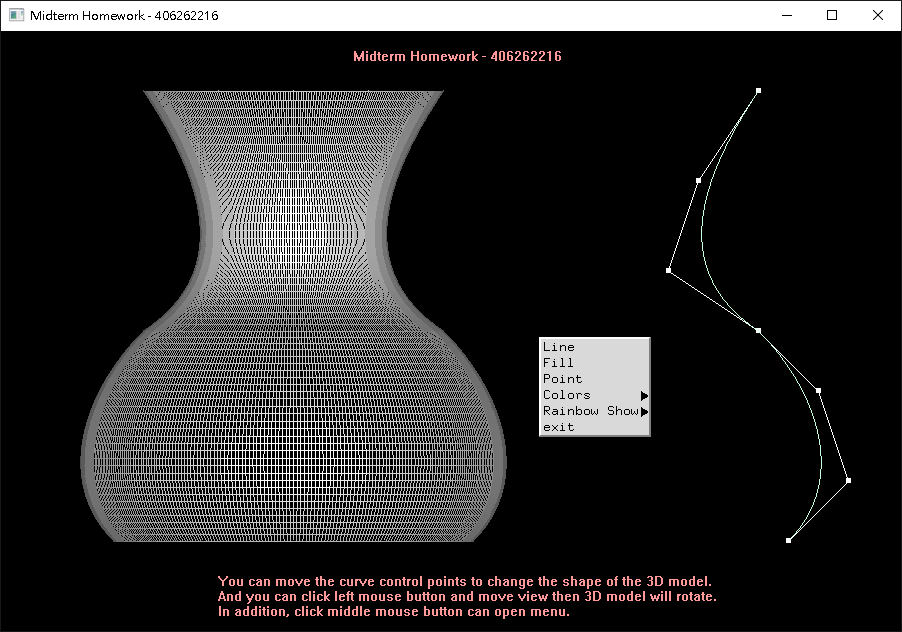 Midterm Homework - 406262216
Midterm Homework - 406262216
Line
Fill
Point
Colors
Rainbow Show
exit
You can move the curve control points to change the shape of the 3D model.
And you can click left mouse button and move view then 3D model will rotate.
In addition, click middle mouse button can open menu.